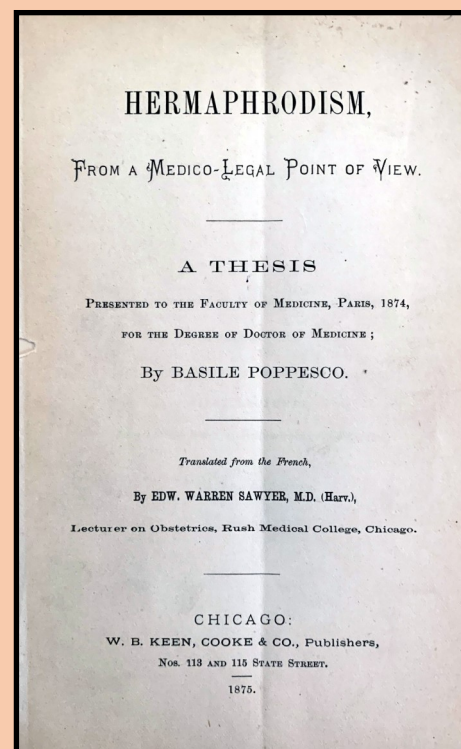 HERMAPHRODISM,
FROM A MEDICO-LEGAL POINT OF VIEW.
A THESIS
PRESENTED TO THE FACULTY OF MEDICINE, PARIS, 1874,
FOR THE DEGREE OF DOCTOR OF MEDICINE;
By BASILE POPPESCO.
Translated from the French,
By EDW. WARREN SAWYER, M.D. (Harv.),
Lecturer on Obstetrics, Rush Medical College, Chicago.
CHICAGO:
W. B. KEEN, COOKE & CO., Publishers,
Nos. 113 AND 115 STATE STREET.
1875.